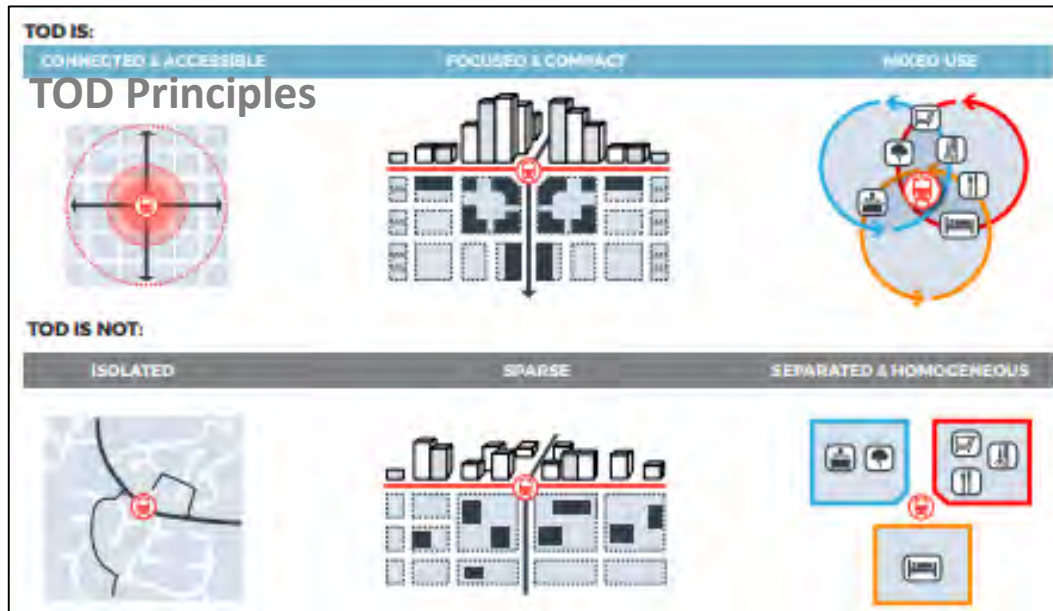 TOD IS:
CONNECTED & ACCESSIBLE
FOCUSED & COMPACT
MIXED USE
TOD Principles
TOD IS NOT:
ISOLATED
SPARSE
SEPARATED & HOMOGENEOUS